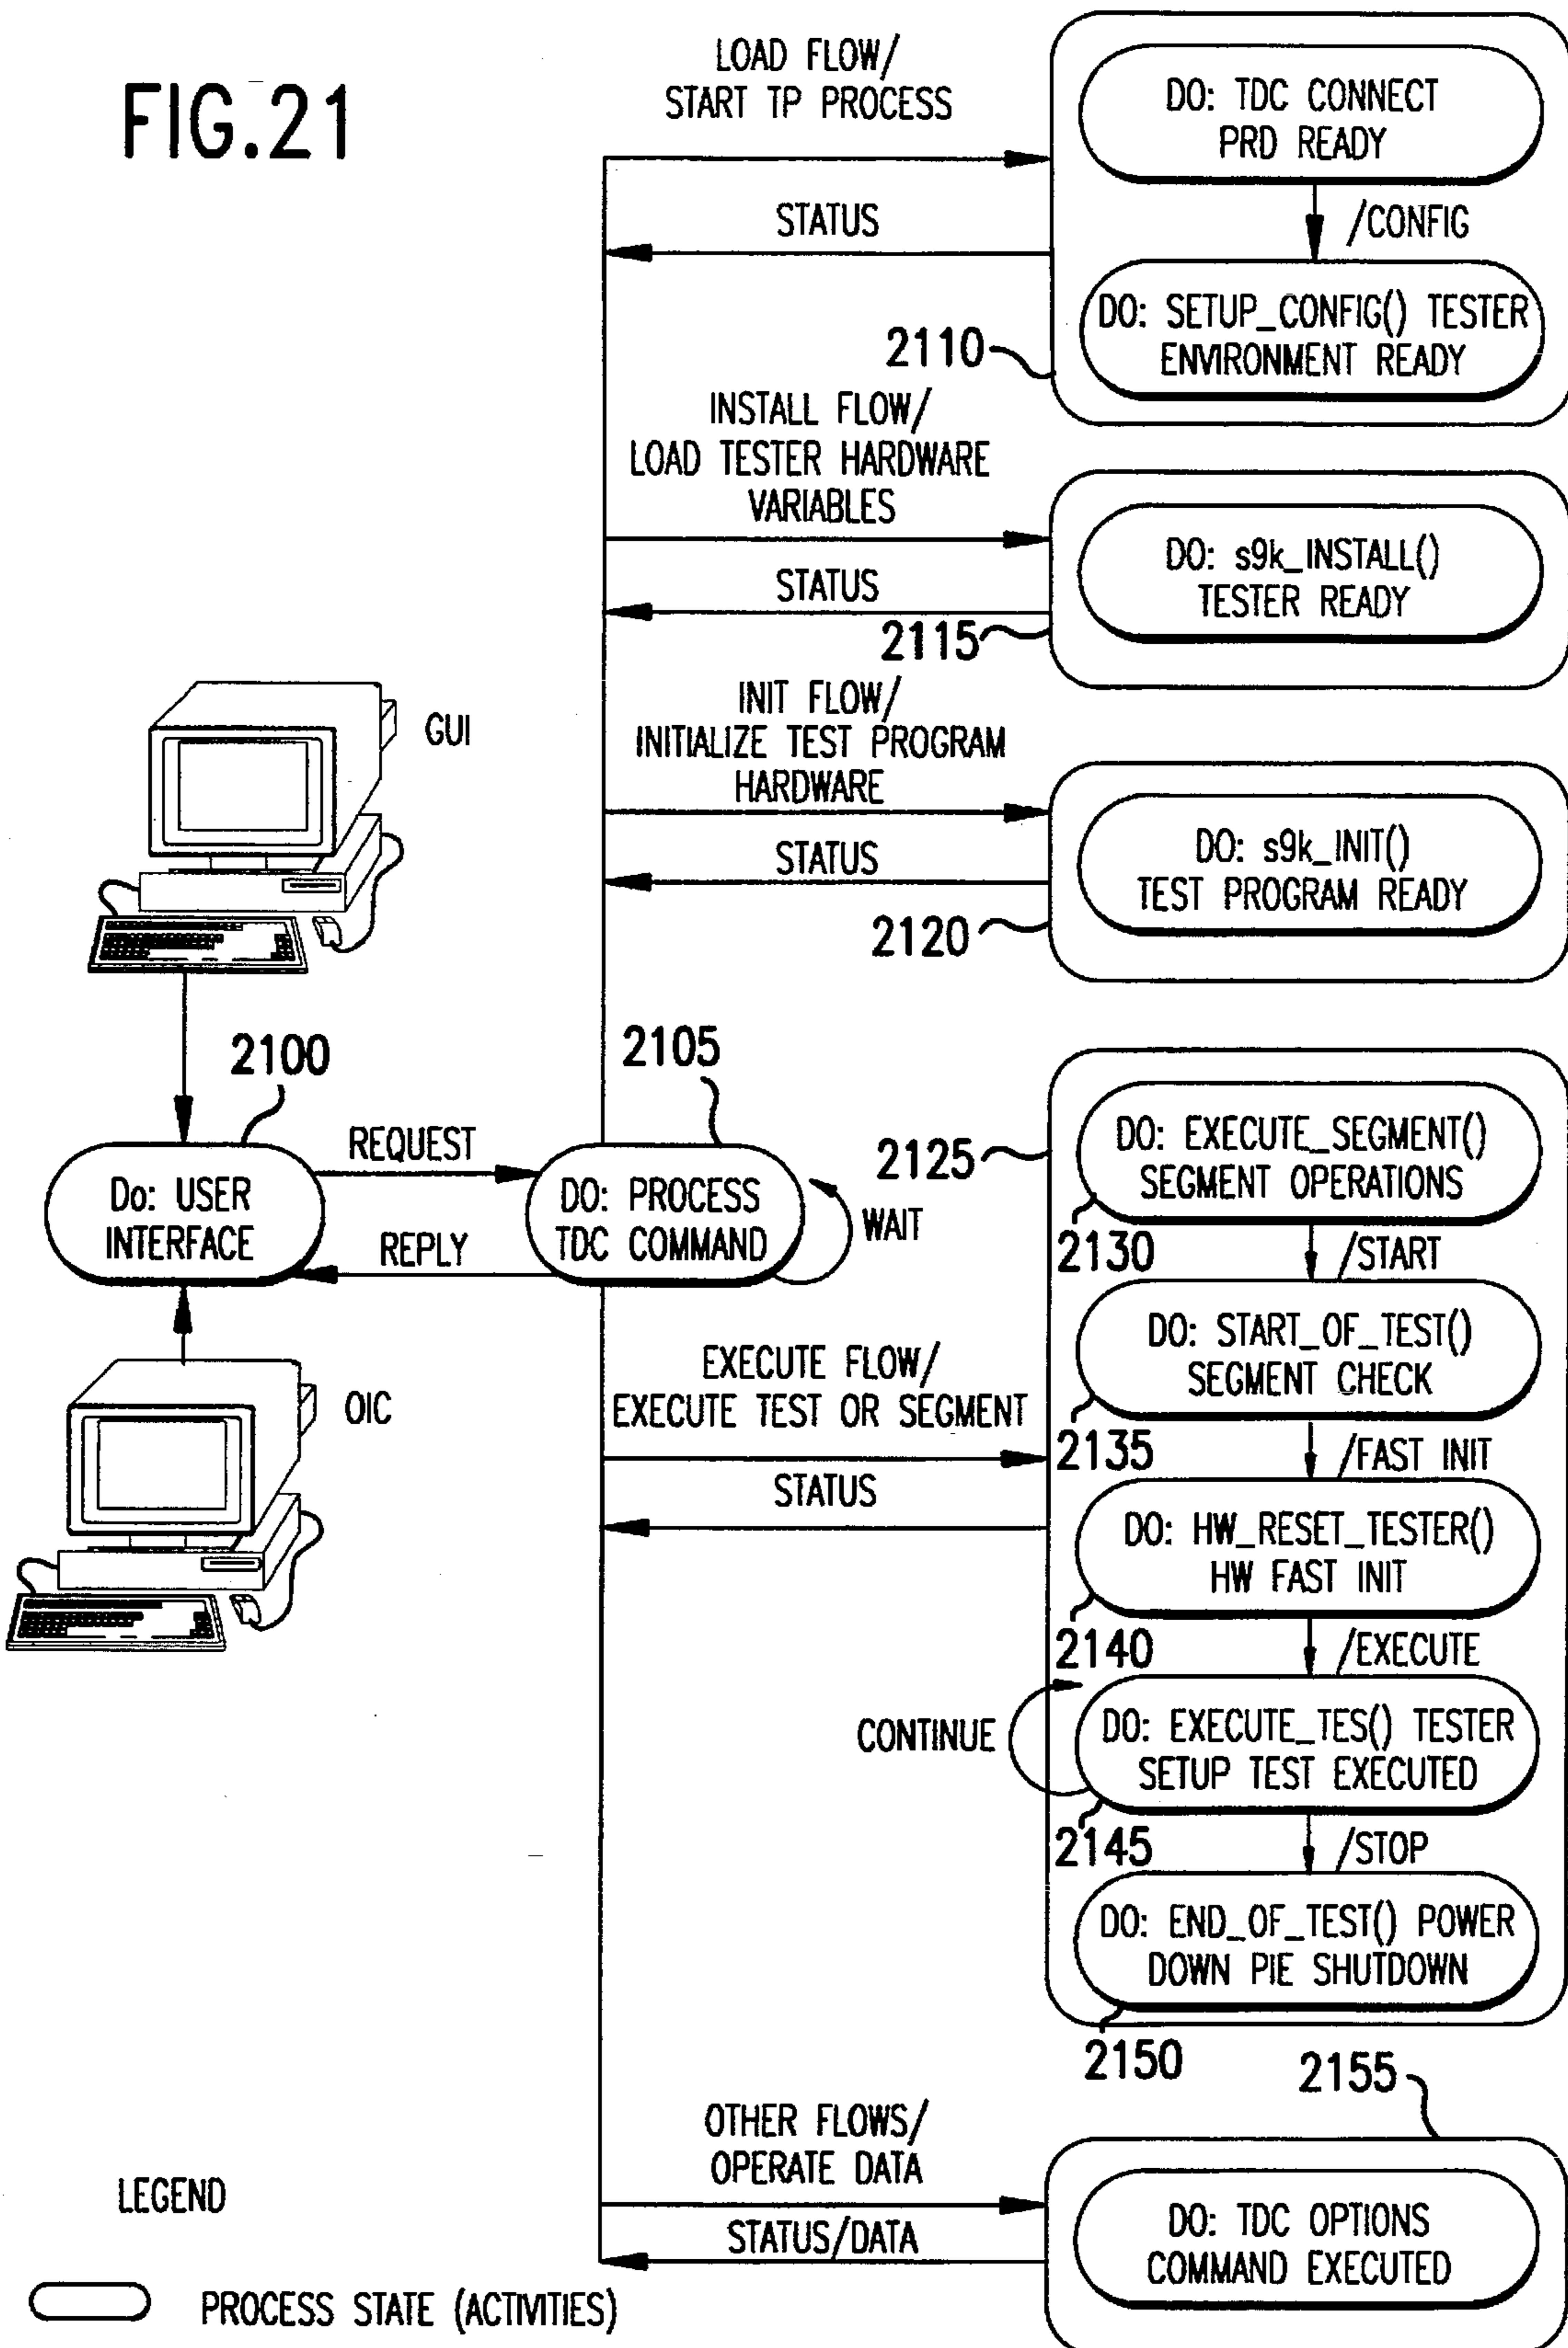 FIG.21
LOAD FLOW/
START TP PROCESS
STATUS
DO: TDC CONNECT
PRD READY
/CONFIG
DO: SETUP_CONFIG() TESTER
ENVIRONMENT READY
2110
INSTALL FLOW/
LOAD TESTER HARDWARE
VARIABLES
STATUS
DO: s9k_INSTALL()
TESTER READY
2115
INIT FLOW/
INITIALIZE TEST PROGRAM
HARDWARE
STATUS
DO: s9k_INIT()
TEST PROGRAM READY
2120
GUI
2100
Do: USER
INTERFACE
REQUEST
REPLY
2105
DO: PROCESS
TDC COMMAND
WAIT
OIC
EXECUTE FLOW/
EXECUTE TEST OR SEGMENT
STATUS
2125
DO: EXECUTE_SEGMENT()
SEGMENT OPERATIONS
2130
/START
DO: START_OF_TEST()
SEGMENT CHECK
2135
/FAST INIT
DO: HW_RESET_TESTER()
HW FAST INIT
2140
/EXECUTE
CONTINUE
DO: EXECUTE_TES() TESTER
SETUP TEST EXECUTED
2145
/STOP
DO: END_OF_TEST() POWER
DOWN PIE SHUTDOWN
2150
2155
OTHER FLOWS/
OPERATE DATA
STATUS/DATA
DO: TDC OPTIONS
COMMAND EXECUTED
LEGEND
PROCESS STATE (ACTIVITIES)